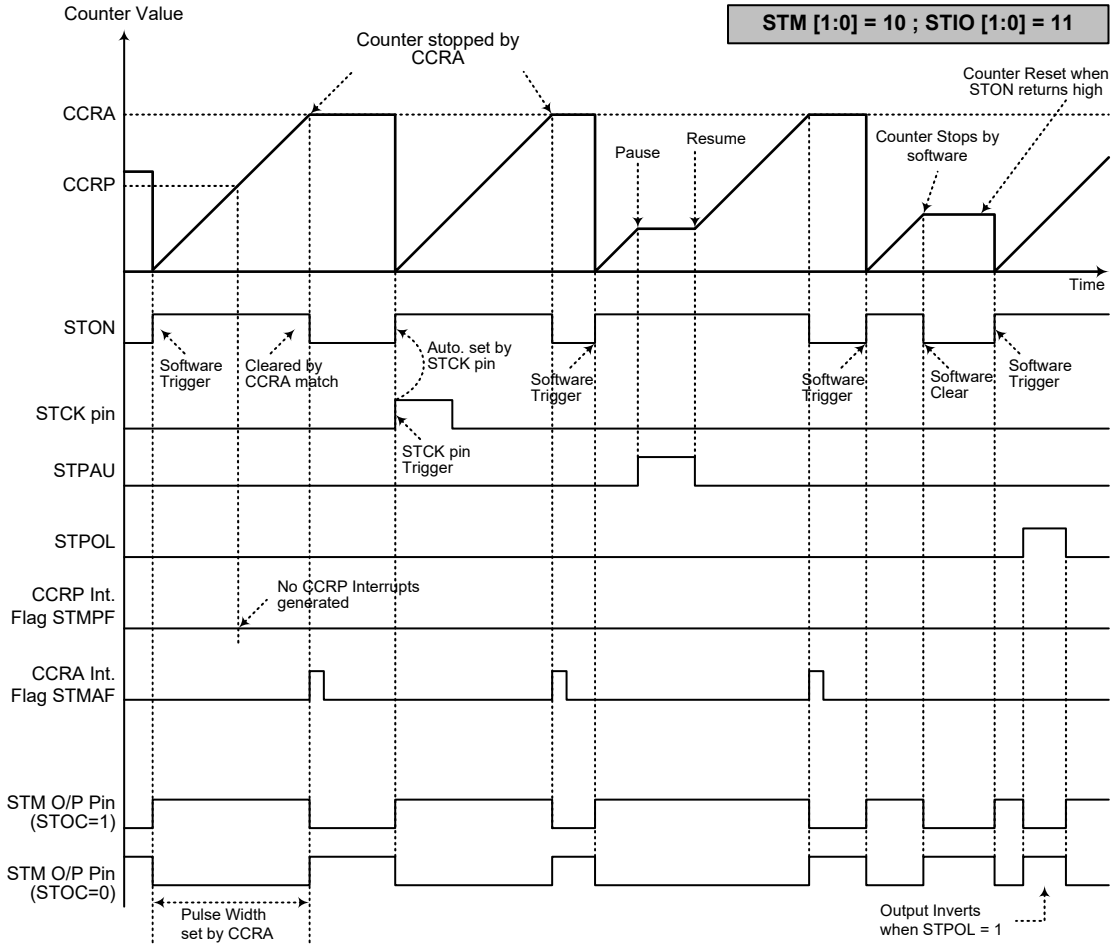 Counter Value
STM [1:0] = 10 ; STIO [1:0] = 11
Counter stopped by
CCRA
Counter Reset when
STON returns high
CCRA
Pause
Resume
Counter Stops by
software
CCRP
Time
STON
Software
Trigger
Cleared by
CCRA match
Auto. set by
STCK pin
Software
Trigger
Software
Trigger
Software
Clear
Software
Trigger
STCK pin
STCK pin
Trigger
STPAU
STPOL
CCRP Int.
Flag STMPF
No CCRP Interrupts
generated
CCRA Int.
Flag STMAF
STM O/P Pin
(STOC=1)
STM O/P Pin
(STOC=0)
Pulse Width
set by CCRA
Output Inverts
when STPOL = 1